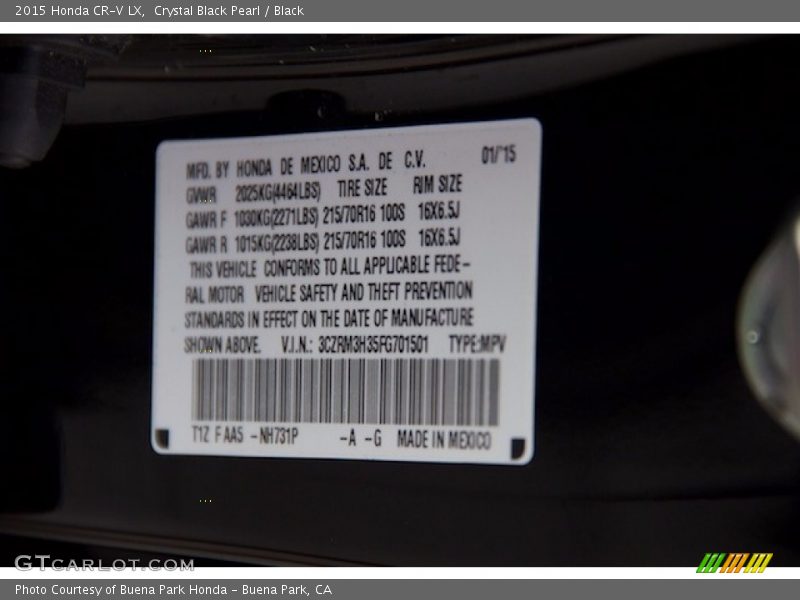 2015 Honda CR-V LX, Crystal Black Pearl / Black
MFD. BY HONDA DE MEXICO S.A. DE C.V. 01/'15
GVWR 2025KG(4464LBS) TIRE SIZE RIM SIZE
GAWR F 1030KG(2271LBS) 215/70R16 100S 16X6.5J
GAWR R 1015KG(2238LBS) 215/70R16 100S 16X6.5J
THIS VEHICLE CONFORMS TO ALL APPLICABLE FEDE-
RAL MOTOR VEHICLE SAFETY AND THEFT PREVENTION
STANDARDS IN EFFECT ON THE DATE OF MANUFACTURE
SHOWN ABOVE. V.I.N.: 3CZRM3H35FG701501 TYPE:MPV
T1Z F AA5 -NH731P -A -G MADE IN MEXICO
GTCARLOT.COM
Photo Courtesy of Buena Park Honda - Buena Park, CA